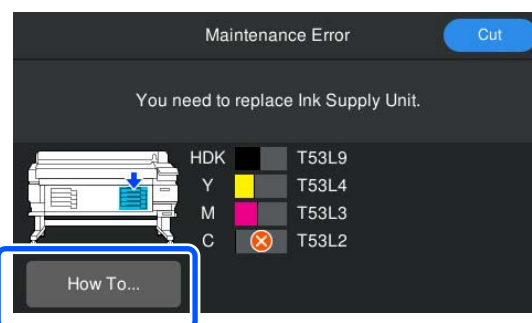 Maintenance Error
Cut
You need to replace Ink Supply Unit.
HDK T53L9
Y T53L4
M T53L3
C T53L2
How To...